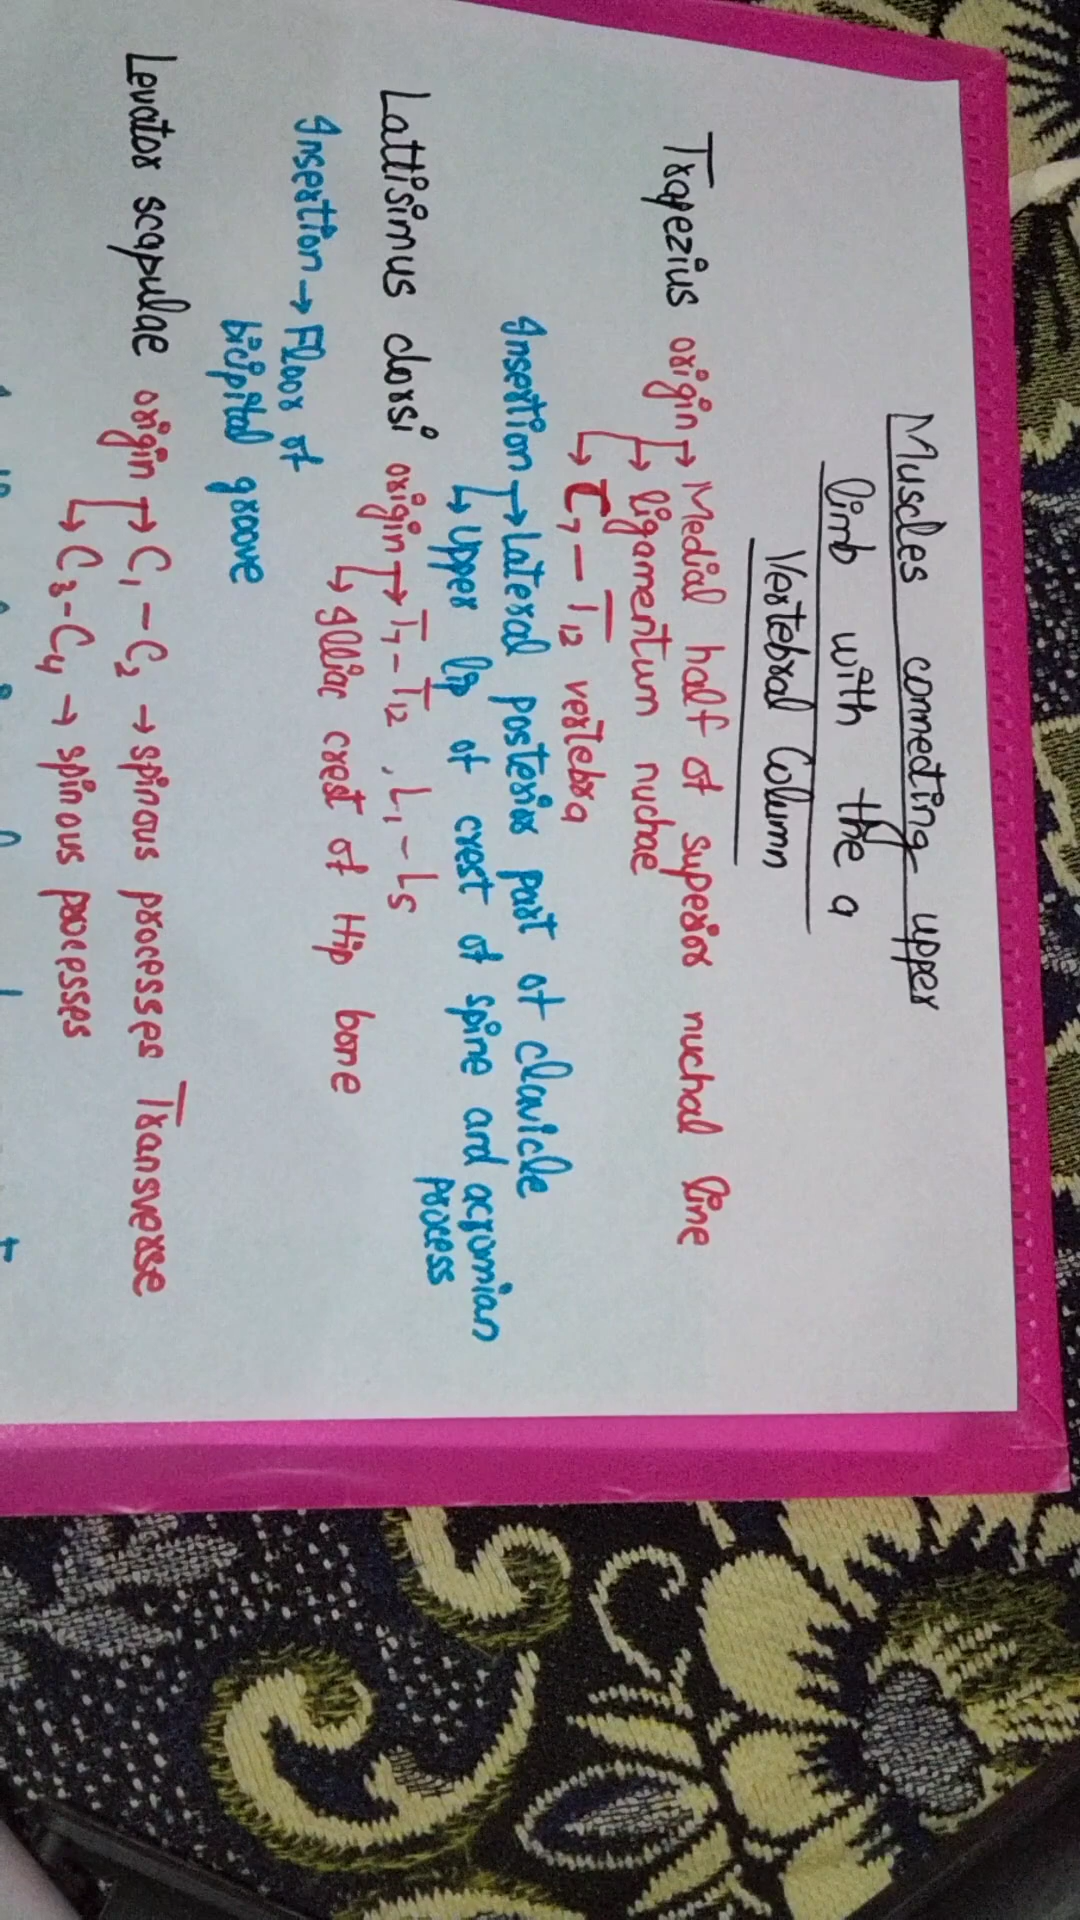 Muscles connecting upper
limb with the a
Vertebral Column
Trapezius origin → Medial half of superior nuchal line
→ ligamentum nuchae
→ C7 - T12 vertebra
Insertion → Lateral posterior part of clavicle
→ Upper lip of crest of spine and acromian
process
Lattisimus dorsi origin → T7 - T12, L1 - L5
→ Illiac crest of Hip bone
Insertion → Floor of
bicipital groove
Levator scapulae origin → C1 - C2 → spinous processes Transverse
→ C3 - C4 → spinous processes